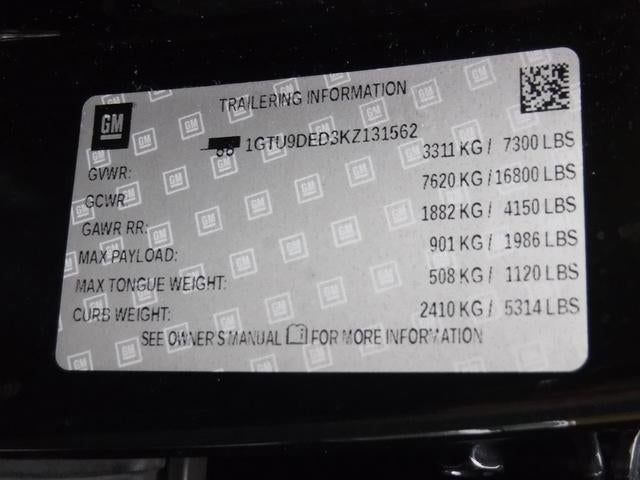 TRAILERING INFORMATION
GM
1GTU9DED3KZ131562
GVWR: 3311 KG / 7300 LBS
GCWR: 7620 KG / 16800 LBS
GAWR RR: 1882 KG / 4150 LBS
MAX PAYLOAD: 901 KG / 1986 LBS
MAX TONGUE WEIGHT: 508 KG / 1120 LBS
CURB WEIGHT: 2410 KG / 5314 LBS
SEE OWNER'S MANUAL FOR MORE INFORMATION